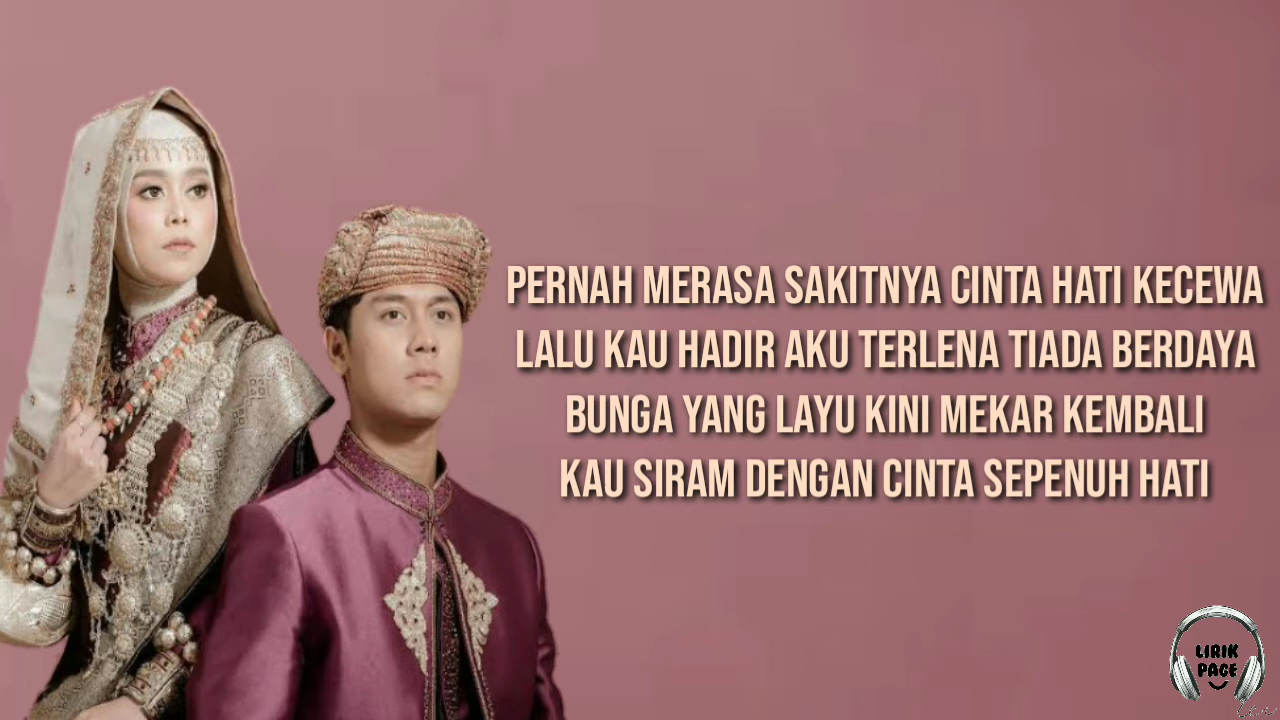 PERNAH MERASA SAKITNYA CINTA HATI KECEWA
LALU KAU HADIR AKU TERLENA TIADA BERDAYA
BUNGA YANG LAYU KINI MEKAR KEMBALI
KAU SIRAM DENGAN CINTA SEPENUH HATI
LIRIK
PAGE